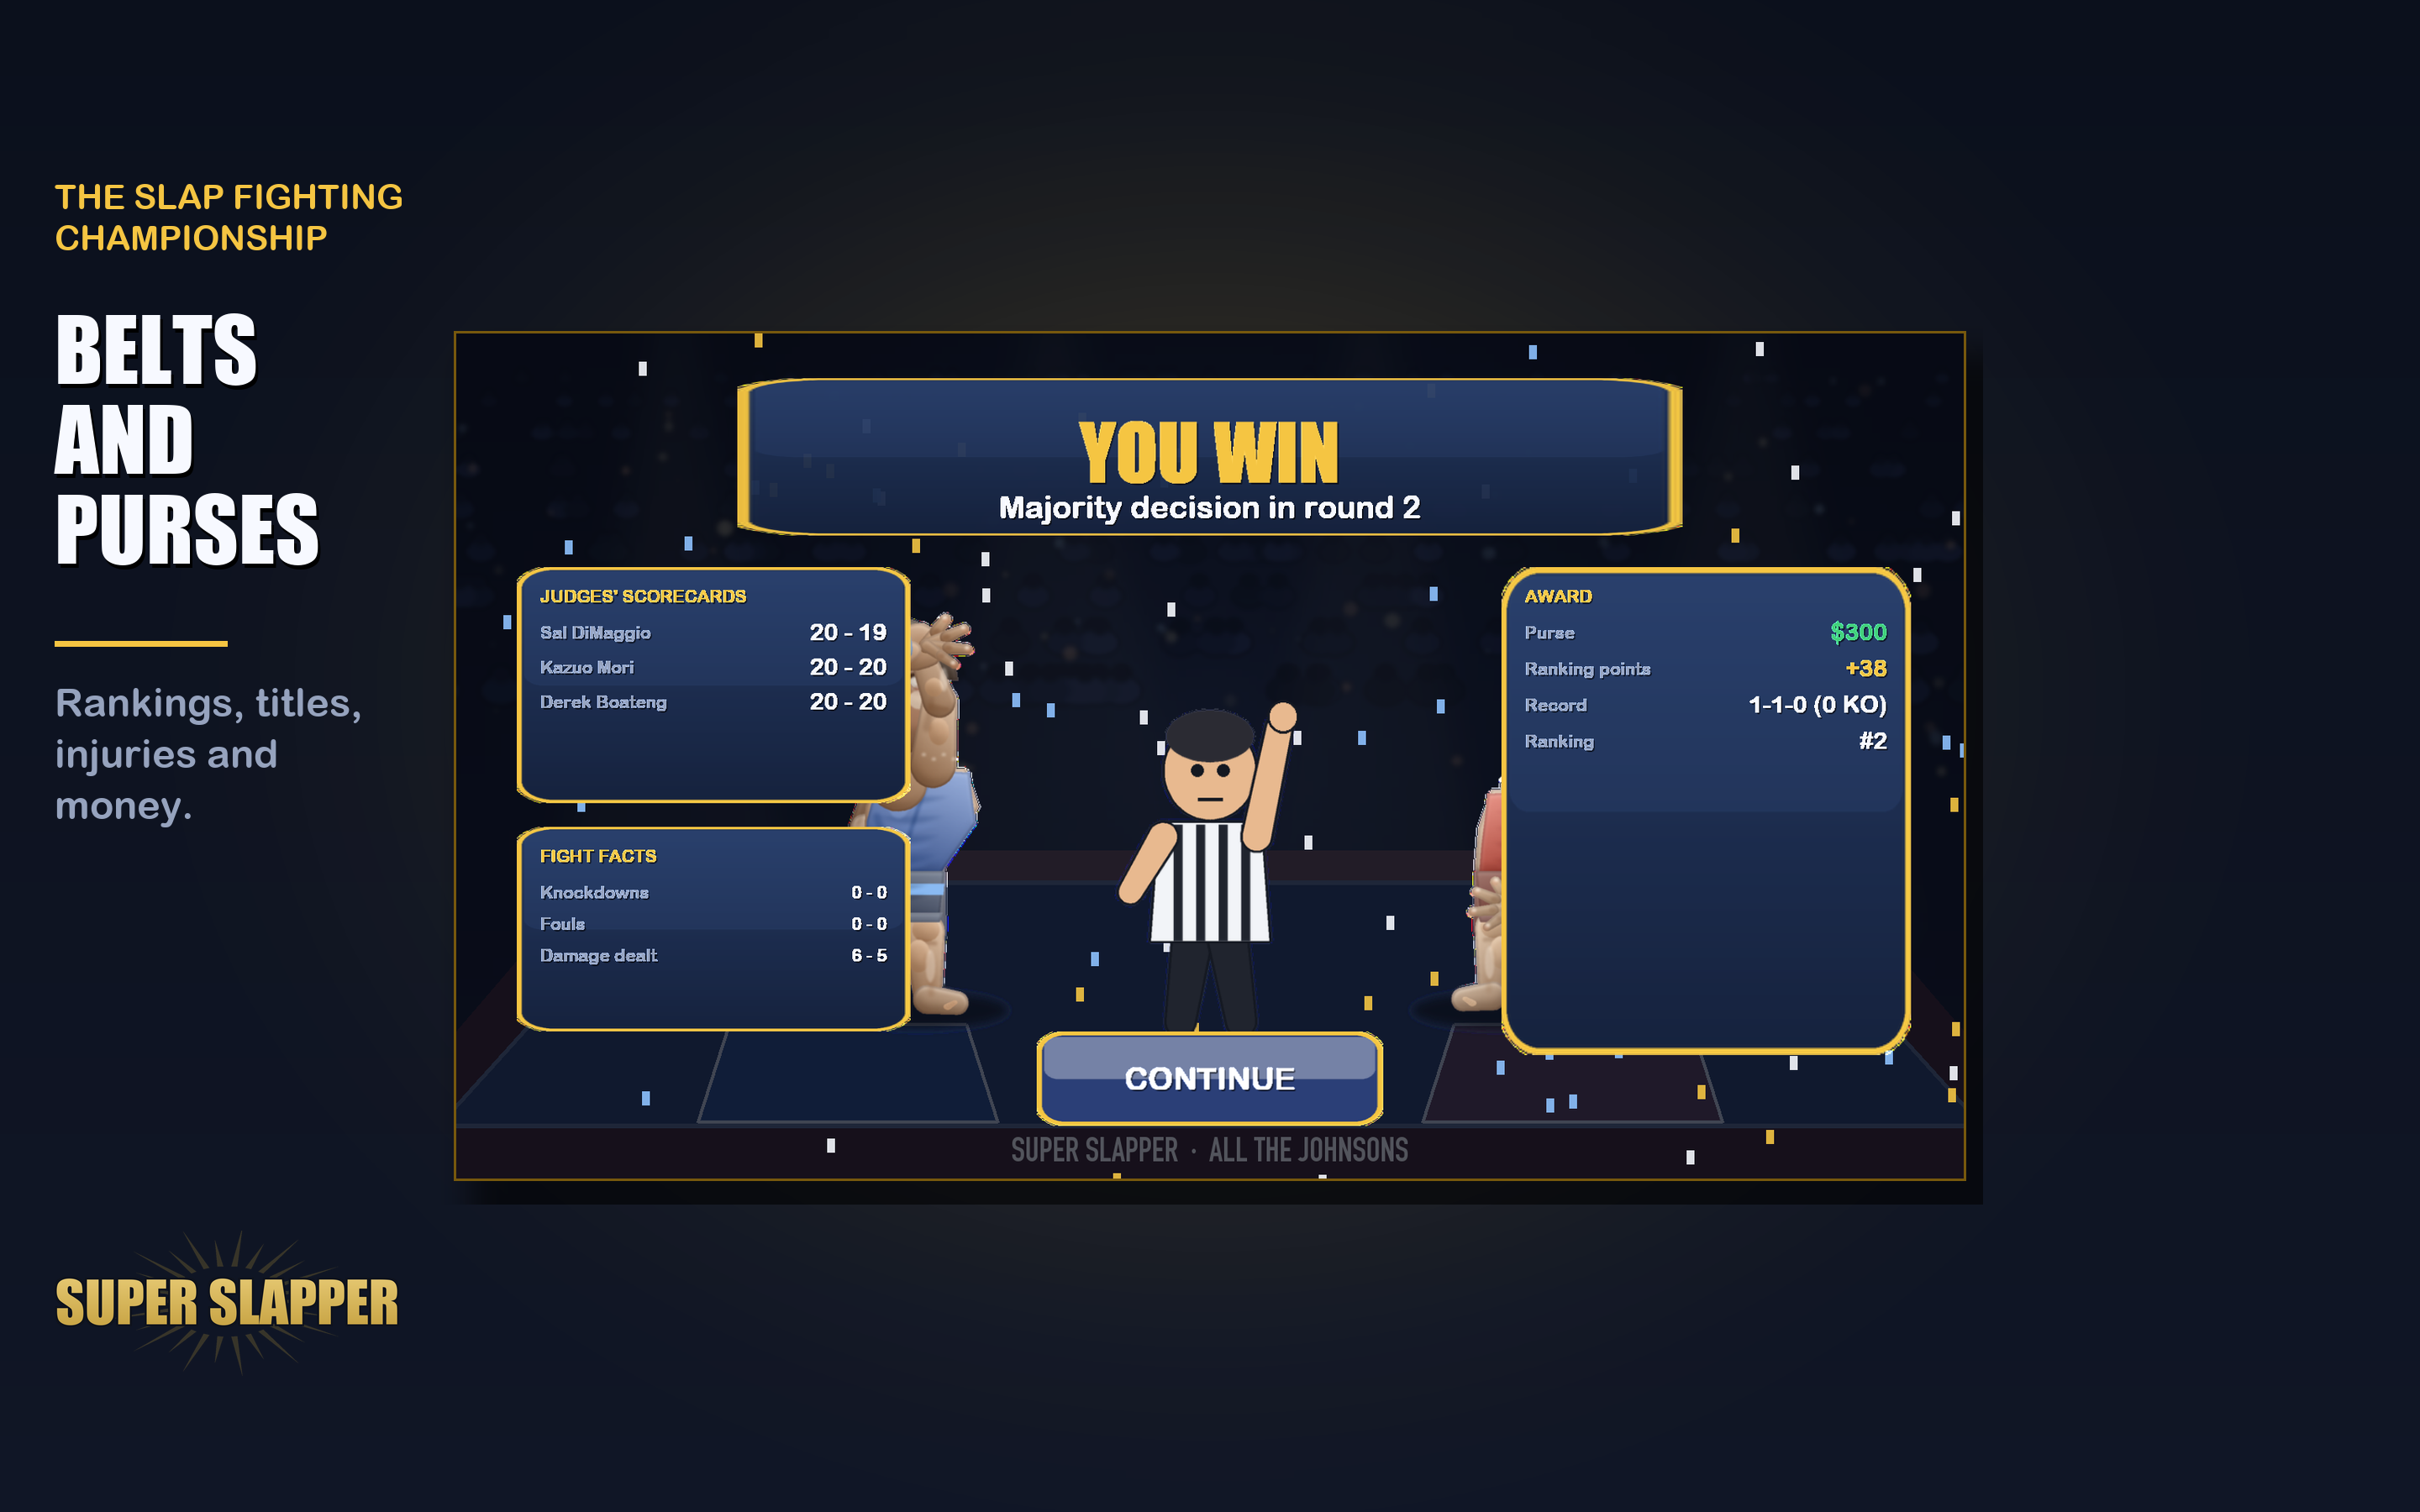 THE SLAP FIGHTING
CHAMPIONSHIP
BELTS
AND
PURSES
Rankings, titles,
injuries and
money.
SUPER SLAPPER
YOU WIN
Majority decision in round 2
JUDGES' SCORECARDS
Sal DiMaggio 20 - 19
Kazuo Mori 20 - 20
Derek Boateng 20 - 20
FIGHT FACTS
Knockdowns 0 - 0
Fouls 0 - 0
Damage dealt 6 - 5
AWARD
Purse $300
Ranking points +38
Record 1-1-0 (0 KO)
Ranking #2
CONTINUE
SUPER SLAPPER · ALL THE JOHNSONS